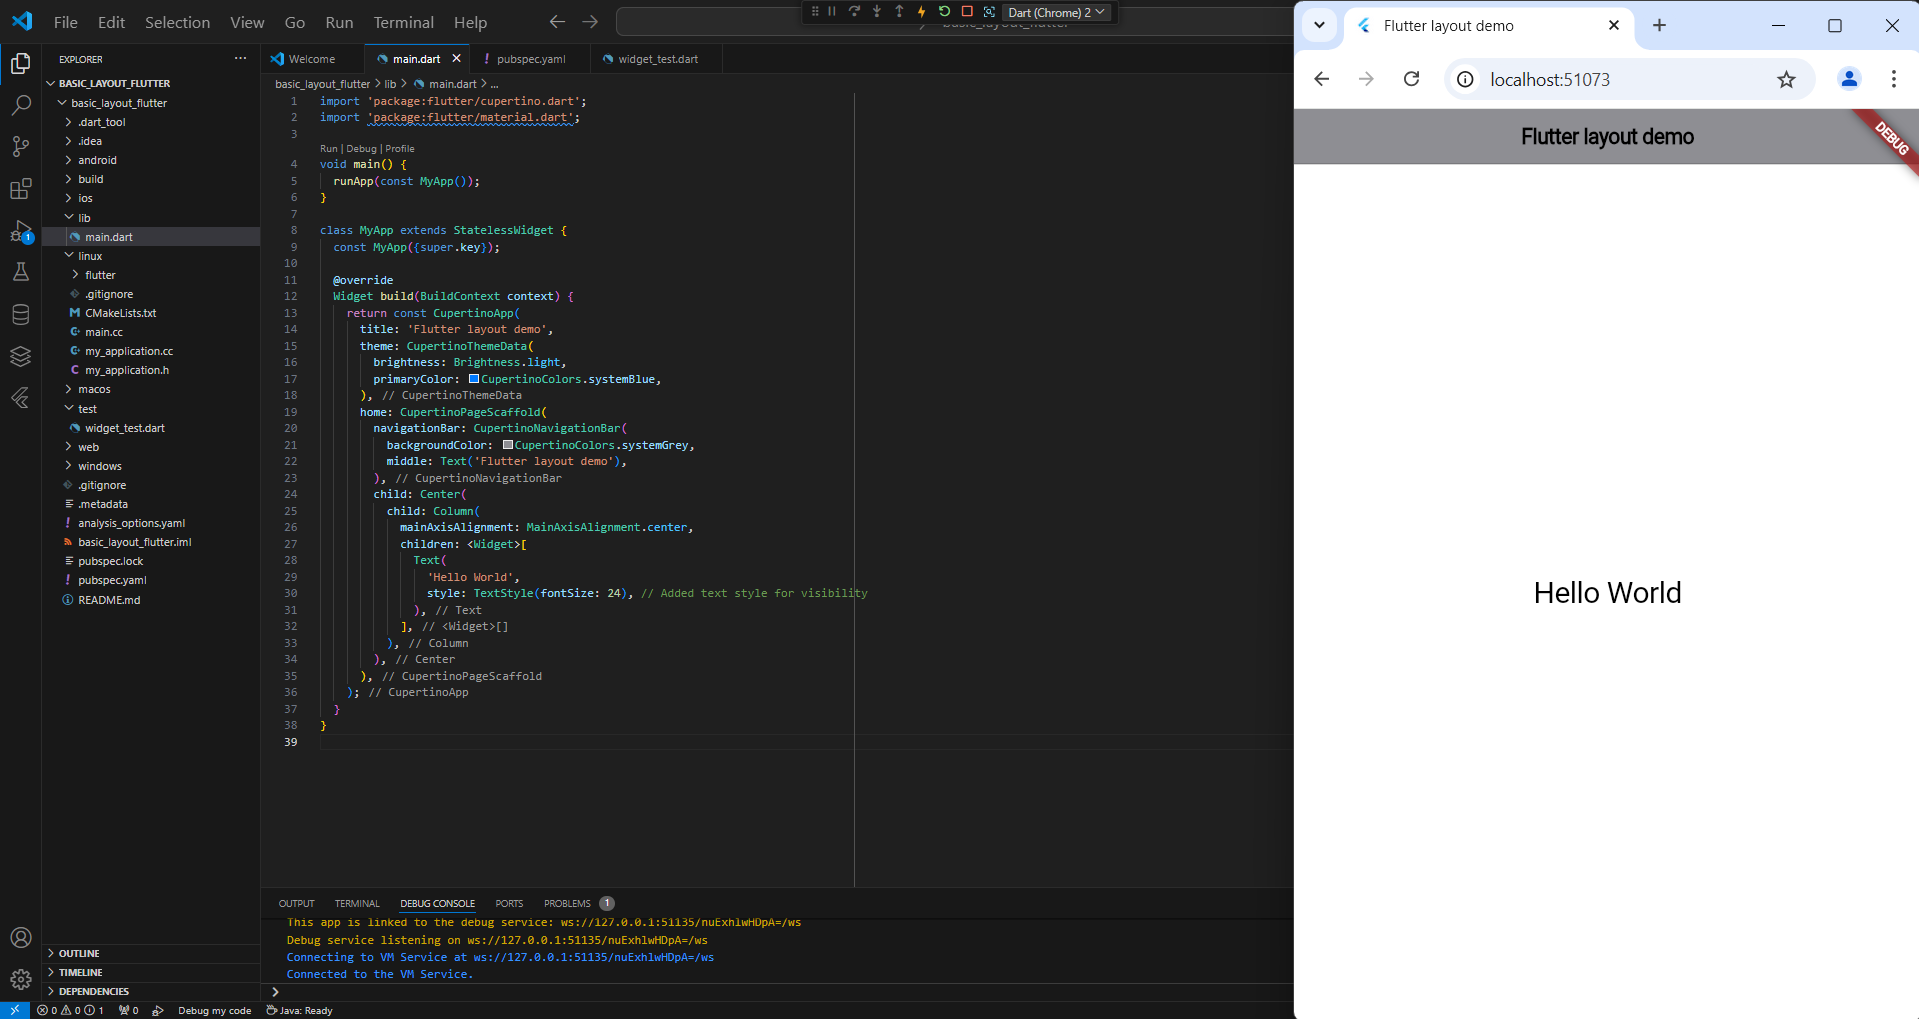 File Edit Selection View Go Run Terminal Help
Dart (Chrome) 2
EXPLORER
BASIC_LAYOUT_FLUTTER
basic_layout_flutter
.dart_tool
.idea
android
build
ios
lib
main.dart
linux
flutter
.gitignore
CMakeLists.txt
main.cc
my_application.cc
my_application.h
macos
test
widget_test.dart
web
windows
.gitignore
.metadata
analysis_options.yaml
basic_layout_flutter.iml
pubspec.lock
pubspec.yaml
README.md
OUTLINE
TIMELINE
DEPENDENCIES
Welcome main.dart pubspec.yaml widget_test.dart
basic_layout_flutter > lib > main.dart > ...
1 import 'package:flutter/cupertino.dart';
2 import 'package:flutter/material.dart';
3
Run | Debug | Profile
4 void main() {
5 runApp(const MyApp());
6 }
7
8 class MyApp extends StatelessWidget {
9 const MyApp({super.key});
10
11 @override
12 Widget build(BuildContext context) {
13 return const CupertinoApp(
14 title: 'Flutter layout demo',
15 theme: CupertinoThemeData(
16 brightness: Brightness.light,
17 primaryColor: CupertinoColors.systemBlue,
18 ), // CupertinoThemeData
19 home: CupertinoPageScaffold(
20 navigationBar: CupertinoNavigationBar(
21 backgroundColor: CupertinoColors.systemGrey,
22 middle: Text('Flutter layout demo'),
23 ), // CupertinoNavigationBar
24 child: Center(
25 child: Column(
26 mainAxisAlignment: MainAxisAlignment.center,
27 children: <Widget>[
28 Text(
29 'Hello World',
30 style: TextStyle(fontSize: 24), // Added text style for visibility
31 ), // Text
32 ], // <Widget>[]
33 ), // Column
34 ), // Center
35 ), // CupertinoPageScaffold
36 ); // CupertinoApp
37 }
38 }
39
OUTPUT TERMINAL DEBUG CONSOLE PORTS PROBLEMS 1
This app is linked to the debug service: ws://127.0.0.1:51135/nuExhlwHDpA=/ws
Debug service listening on ws://127.0.0.1:51135/nuExhlwHDpA=/ws
Connecting to VM Service at ws://127.0.0.1:51135/nuExhlwHDpA=/ws
Connected to the VM Service.
>
0 0 1 0 Debug my code Java: Ready
Flutter layout demo
localhost:51073
Flutter layout demo
DEBUG
Hello World